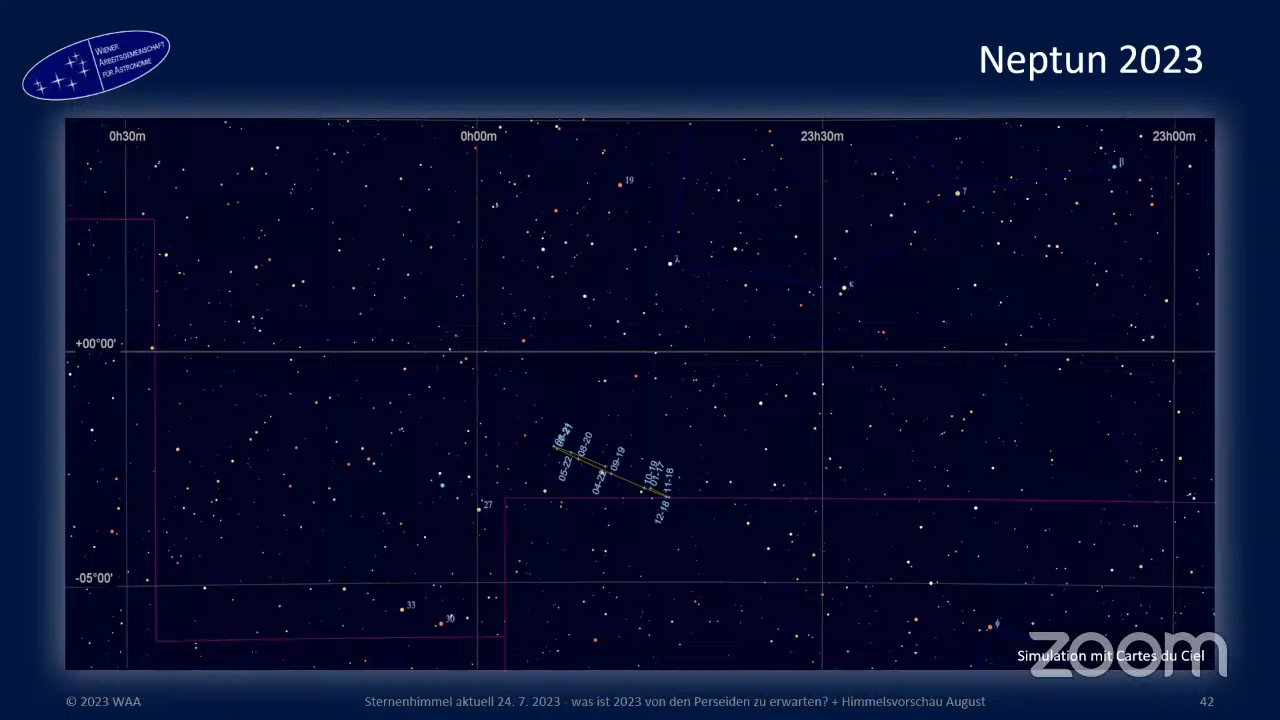 WIENER
ARBEITSGEMEINSCHAFT
FÜR ASTRONOMIE
Neptun 2023
0h30m
0h00m
23h30m
23h00m
19
β
γ
λ
κ
+00°00'
08-20
09-19
05-22
10-19
01-17
11-18
12-18
27
-05°00'
33
30
ϕ
zoom
Simulation mit Cartes du Ciel
© 2023 WAA
Sternenhimmel aktuell 24. 7. 2023 - was ist 2023 von den Perseiden zu erwarten? + Himmelsvorschau August
42